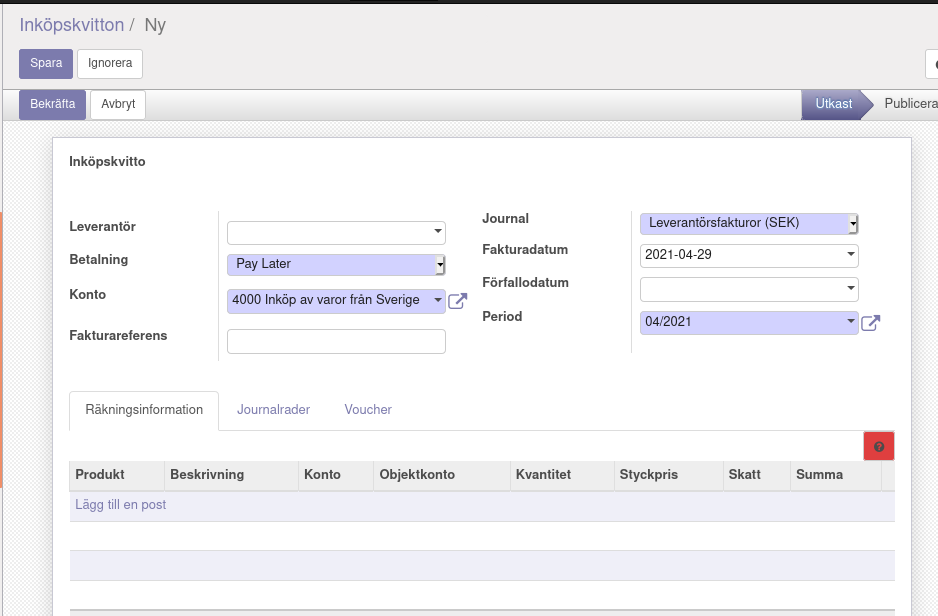 Inköpskvitton / Ny
Spara Ignorera
Bekräfta Avbryt Utkast Publicera
Inköpskvitto
Leverantör
Betalning Pay Later
Konto 4000 Inköp av varor från Sverige
Fakturareferens
Journal Leverantörsfakturor (SEK)
Fakturadatum 2021-04-29
Förfallodatum
Period 04/2021
Räkningsinformation Journalrader Voucher
?
Produkt Beskrivning Konto Objektkonto Kvantitet Styckpris Skatt Summa
Lägg till en post